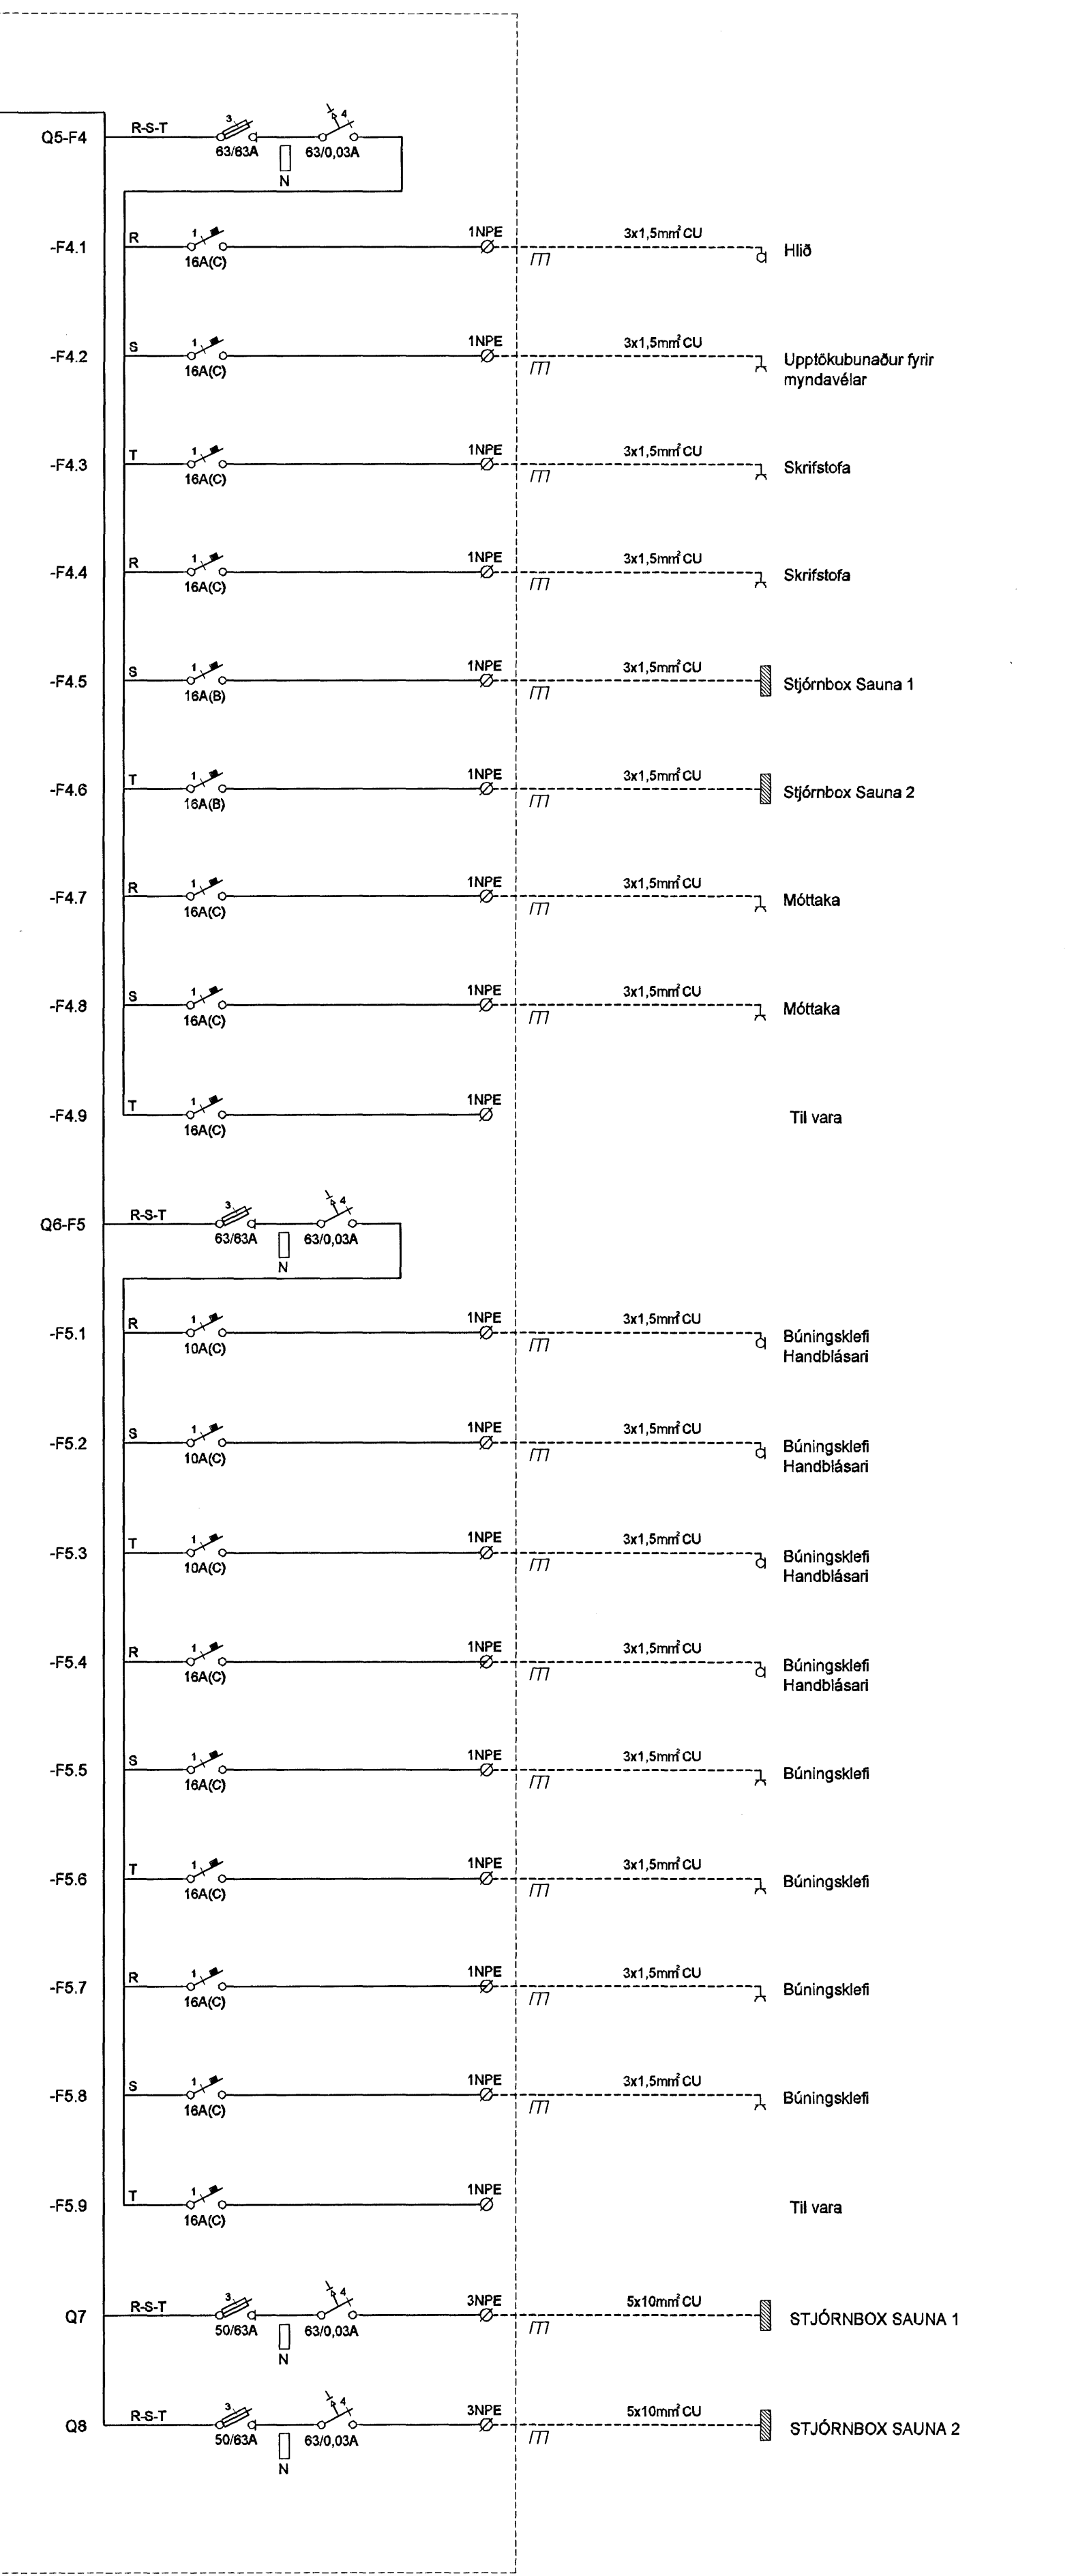 Q5-F4 R-S-T 3 63/63A N 4 63/0,03A
-F4.1 R 1 16A(C) 1NPE 3x1,5mm² CU Hlið
-F4.2 S 1 16A(C) 1NPE 3x1,5mm² CU Upptökubunaður fyrir
myndavélar
-F4.3 T 1 16A(C) 1NPE 3x1,5mm² CU Skrifstofa
-F4.4 R 1 16A(C) 1NPE 3x1,5mm² CU Skrifstofa
-F4.5 S 1 16A(B) 1NPE 3x1,5mm² CU Stjórnbox Sauna 1
-F4.6 T 1 16A(B) 1NPE 3x1,5mm² CU Stjórnbox Sauna 2
-F4.7 R 1 16A(C) 1NPE 3x1,5mm² CU Móttaka
-F4.8 S 1 16A(C) 1NPE 3x1,5mm² CU Móttaka
-F4.9 T 1 16A(C) 1NPE Til vara
Q6-F5 R-S-T 3 63/63A N 4 63/0,03A
-F5.1 R 1 10A(C) 1NPE 3x1,5mm² CU Búningsklefi
Handblásari
-F5.2 S 1 10A(C) 1NPE 3x1,5mm² CU Búningsklefi
Handblásari
-F5.3 T 1 10A(C) 1NPE 3x1,5mm² CU Búningsklefi
Handblásari
-F5.4 R 1 16A(C) 1NPE 3x1,5mm² CU Búningsklefi
Handblásari
-F5.5 S 1 16A(C) 1NPE 3x1,5mm² CU Búningsklefi
-F5.6 T 1 16A(C) 1NPE 3x1,5mm² CU Búningsklefi
-F5.7 R 1 16A(C) 1NPE 3x1,5mm² CU Búningsklefi
-F5.8 S 1 16A(C) 1NPE 3x1,5mm² CU Búningsklefi
-F5.9 T 1 16A(C) 1NPE Til vara
Q7 R-S-T 3 50/63A N 4 63/0,03A 3NPE 5x10mm² CU STJÓRNBOX SAUNA 1
Q8 R-S-T 3 50/63A N 4 63/0,03A 3NPE 5x10mm² CU STJÓRNBOX SAUNA 2